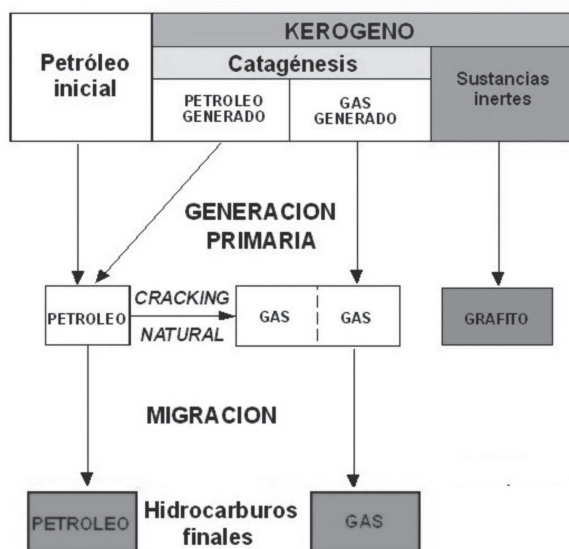 KEROGENO
Petróleo
inicial
Catagénesis
Sustancias
inertes
PETROLEO
GENERADO
GAS
GENERADO
GENERACION
PRIMARIA
PETROLEO
CRACKING
NATURAL
GAS
GAS
GRAFITO
MIGRACION
PETROLEO
Hidrocarburos
finales
GAS